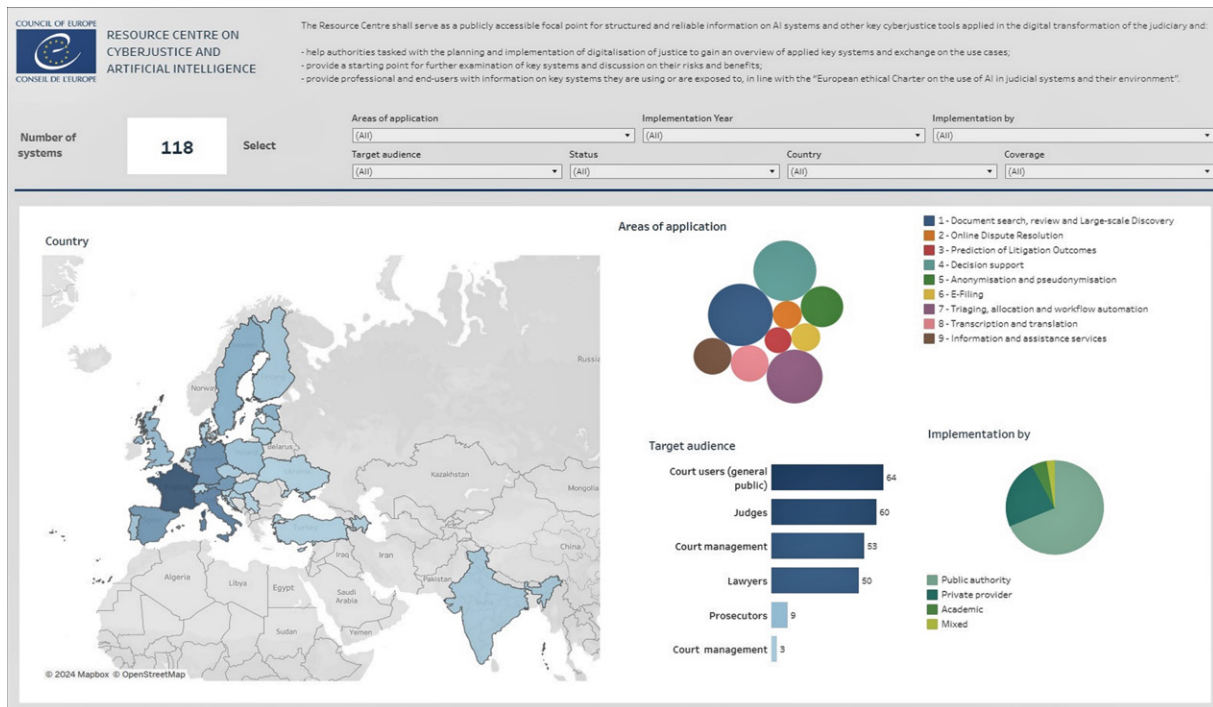 COUNCIL OF EUROPE
CONSEIL DE L'EUROPE
RESOURCE CENTRE ON
CYBERJUSTICE AND
ARTIFICIAL INTELLIGENCE
The Resource Centre shall serve as a publicly accessible focal point for structured and reliable information on AI systems and other key cyberjustice tools applied in the digital transformation of the judiciary and:
- help authorities tasked with the planning and implementation of digitalisation of justice to gain an overview of applied key systems and exchange on the use cases;
- provide a starting point for further examination of key systems and discussion on their risks and benefits;
- provide professional and end-users with information on key systems they are using or are exposed to, in line with the "European ethical Charter on the use of AI in judicial systems and their environment".
Number of
systems
118
Select
Areas of application
(All)
Implementation Year
(All)
Implementation by
(All)
Target audience
(All)
Status
(All)
Country
(All)
Coverage
(All)
Country
Russia
Norway
Belarus
Ukraine
Kazakhstan
Mongolia
Turkey
China
Iraq
Iran
Algeria
Libya
Egypt
Pakistan
Saudi
Arabia
Sudan
Yemen
© 2024 Mapbox © OpenStreetMap
Areas of application
1 - Document search, review and Large-scale Discovery
2 - Online Dispute Resolution
3 - Prediction of Litigation Outcomes
4 - Decision support
5 - Anonymisation and pseudonymisation
6 - E-Filing
7 - Triaging, allocation and workflow automation
8 - Transcription and translation
9 - Information and assistance services
Target audience
Court users (general
public)
64
Judges
60
Court management
53
Lawyers
50
Prosecutors
9
Court management
3
Implementation by
Public authority
Private provider
Academic
Mixed